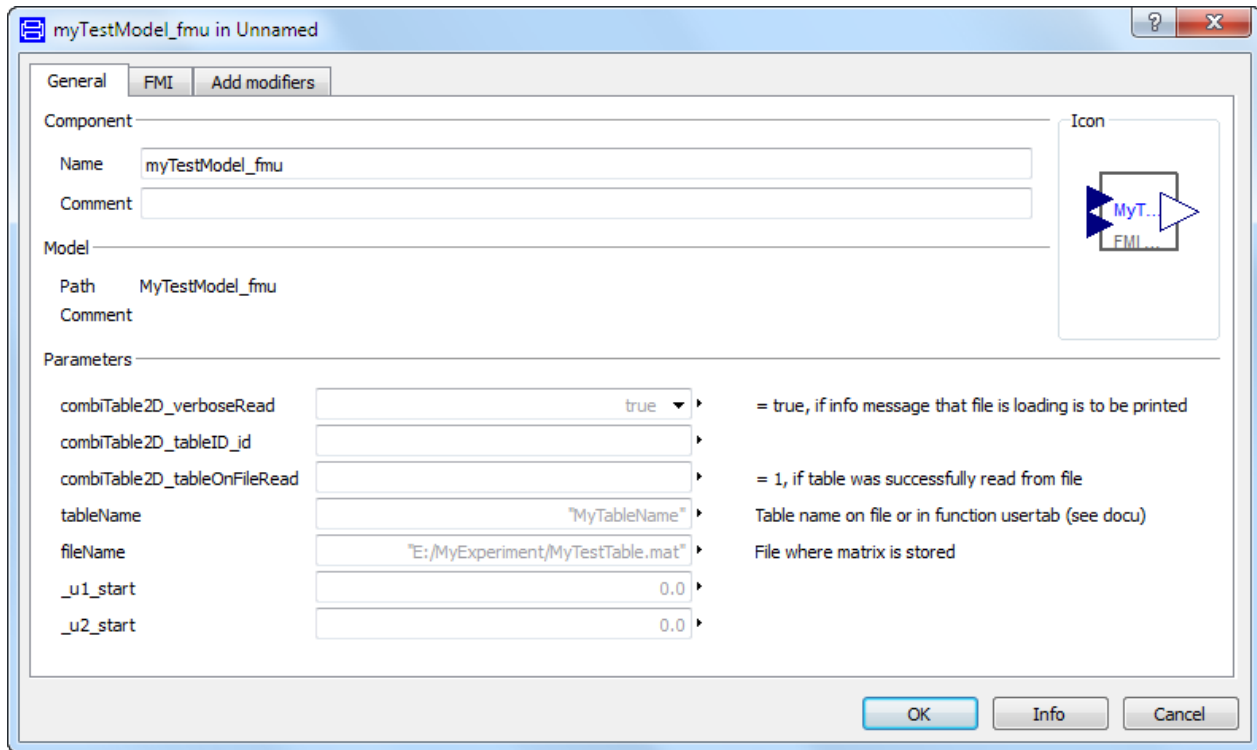 myTestModel_fmu in Unnamed
General FMI Add modifiers
Component
Icon
Name myTestModel_fmu
Comment
MyT...
FMI...
Model
Path MyTestModel_fmu
Comment
Parameters
combiTable2D_verboseRead true = true, if info message that file is loading is to be printed
combiTable2D_tableID_id
combiTable2D_tableOnFileRead = 1, if table was successfully read from file
tableName "MyTableName" Table name on file or in function usertab (see docu)
fileName "E:/MyExperiment/MyTestTable.mat" File where matrix is stored
_u1_start 0.0
_u2_start 0.0
OK Info Cancel